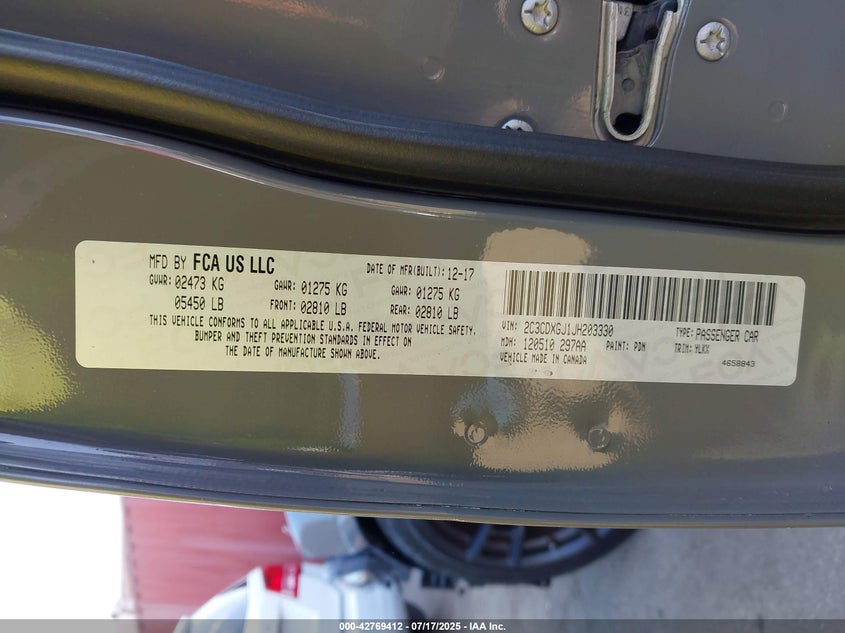 MFD BY FCA US LLC
DATE OF MFR(BUILT): 12-17
GVWR: 02473 KG
GAWR: 01275 KG
GAWR: 01275 KG
05450 LB
FRONT: 02810 LB
REAR: 02810 LB
THIS VEHICLE CONFORMS TO ALL APPLICABLE U.S.A. FEDERAL MOTOR VEHICLE SAFETY,
BUMPER AND THEFT PREVENTION STANDARDS IN EFFECT ON
THE DATE OF MANUFACTURE SHOWN ABOVE.
VIN: 2C3CDXGJ1JH203330
TYPE: PASSENGER CAR
MDH: 120510 297AA
PAINT: PDN
TRIM: MLKX
VEHICLE MADE IN CANADA
4658843
000-42769412 - 07/17/2025 - © IAA Inc.